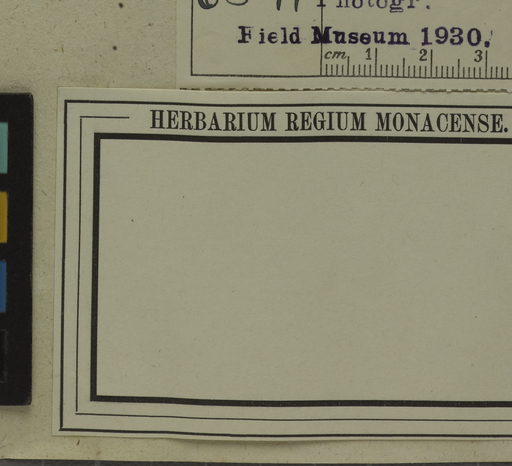 Photogr.
Field Museum 1930.
cm 1 2 3
HERBARIUM REGIUM MONACENSE.